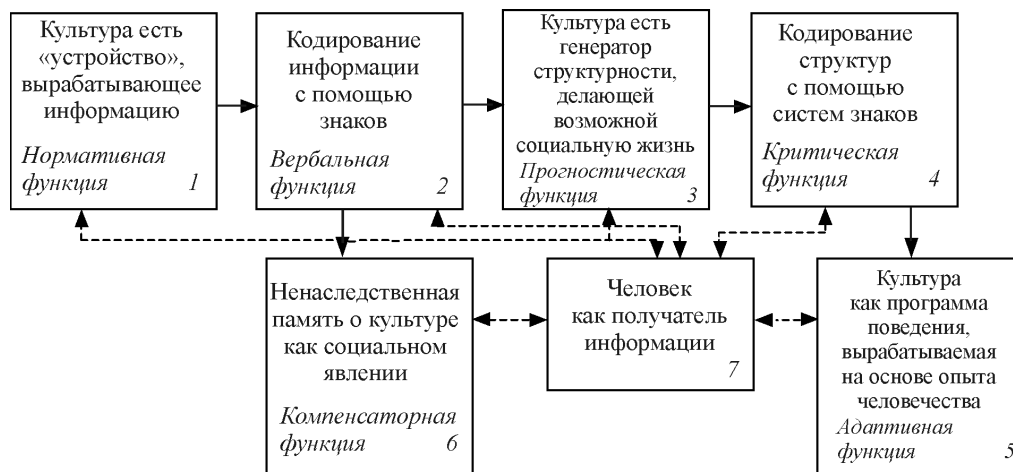 Культура есть
«устройство»,
вырабатывающее
информацию
Нормативная
функция 1
Кодирование
информации
с помощью
знаков
Вербальная
функция 2
Культура есть
генератор
структурности,
делающей
возможной
социальную жизнь
Прогностическая
функция 3
Кодирование
структур
с помощью
систем знаков
Критическая
функция 4
Ненаследственная
память о культуре
как социальном
явлении
Компенсаторная
функция 6
Человек
как получатель
информации
7
Культура
как программа
поведения,
вырабатываемая
на основе опыта
человечества
Адаптивная
функция 5